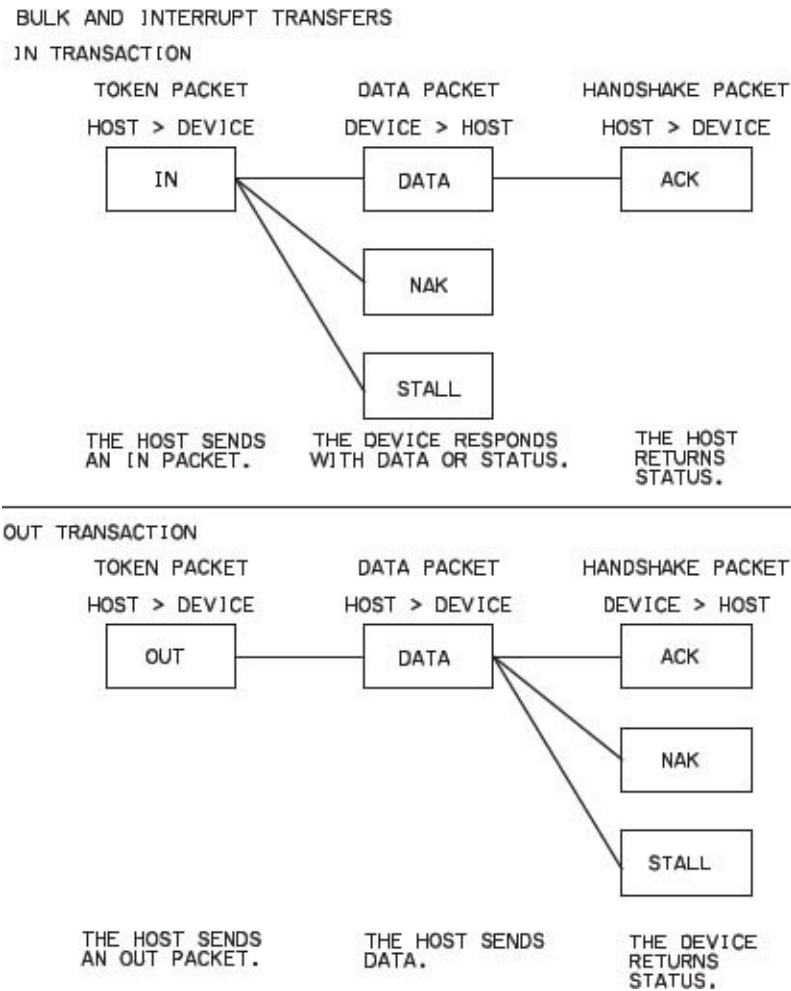 BULK AND INTERRUPT TRANSFERS
IN TRANSACTION
TOKEN PACKET DATA PACKET HANDSHAKE PACKET
HOST > DEVICE DEVICE > HOST HOST > DEVICE
IN DATA ACK
NAK
STALL
THE HOST SENDS THE DEVICE RESPONDS THE HOST
AN IN PACKET. WITH DATA OR STATUS. RETURNS
STATUS.
OUT TRANSACTION
TOKEN PACKET DATA PACKET HANDSHAKE PACKET
HOST > DEVICE HOST > DEVICE DEVICE > HOST
OUT DATA ACK
NAK
STALL
THE HOST SENDS THE HOST SENDS THE DEVICE
AN OUT PACKET. DATA. RETURNS
STATUS.